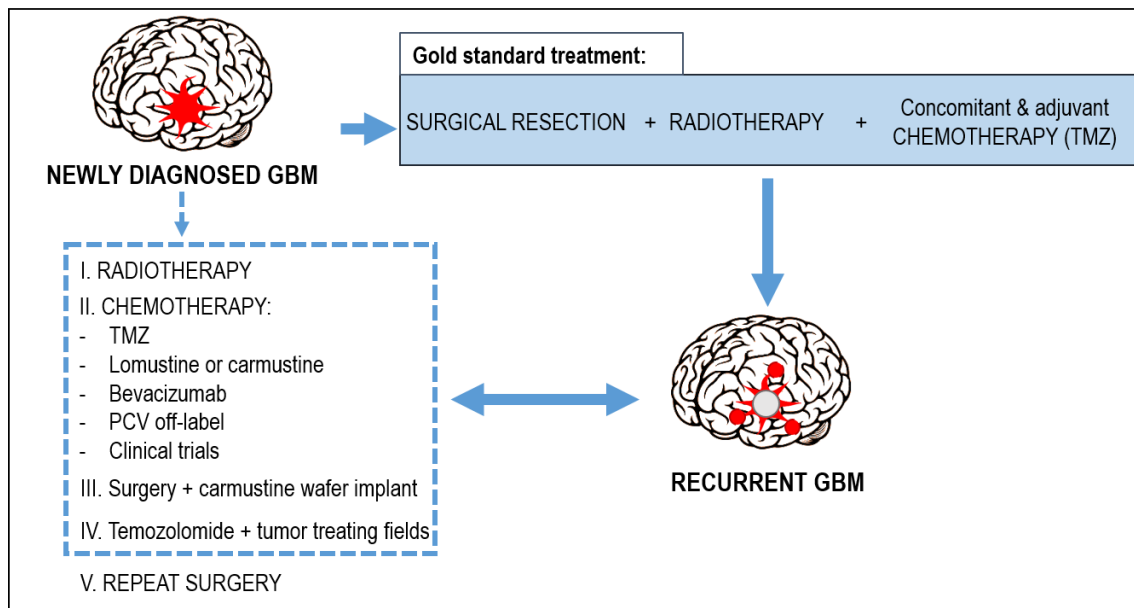 Gold standard treatment:
SURGICAL RESECTION + RADIOTHERAPY + Concomitant & adjuvant
CHEMOTHERAPY (TMZ)
NEWLY DIAGNOSED GBM
I. RADIOTHERAPY
II. CHEMOTHERAPY:
- TMZ
- Lomustine or carmustine
- Bevacizumab
- PCV off-label
- Clinical trials
III. Surgery + carmustine wafer implant
IV. Temozolomide + tumor treating fields
V. REPEAT SURGERY
RECURRENT GBM